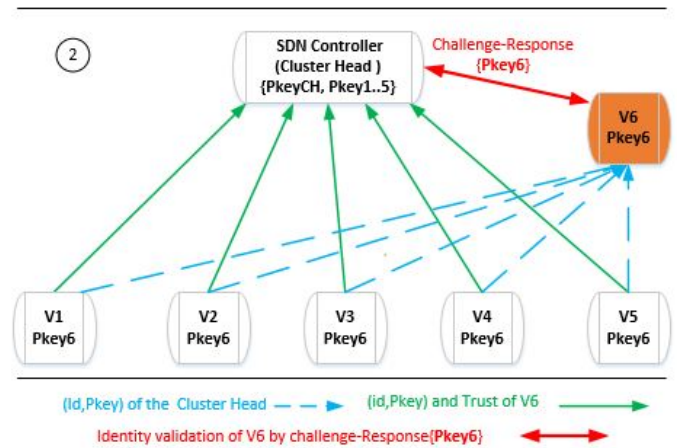 2
SDN Controller
(Cluster Head )
{PkeyCH, Pkey1..5}
Challenge-Response
{Pkey6}
V6
Pkey6
V1
Pkey6
V2
Pkey6
V3
Pkey6
V4
Pkey6
V5
Pkey6
(Id,Pkey) of the Cluster Head
(id,Pkey) and Trust of V6
Identity validation of V6 by challenge-Response{Pkey6}